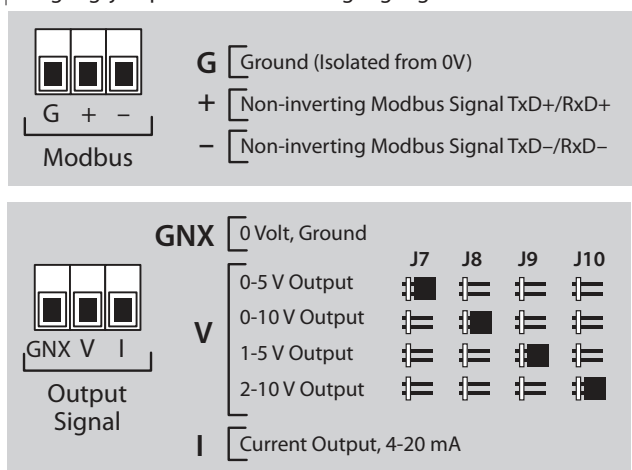 G Ground (Isolated from 0V)
+ Non-inverting Modbus Signal TxD+/RxD+
– Non-inverting Modbus Signal TxD–/RxD–
G + –
Modbus
GNX 0 Volt, Ground
J7 J8 J9 J10
V
0-5 V Output
0-10 V Output
1-5 V Output
2-10 V Output
GNX V I
Output
Signal
I Current Output, 4-20 mA